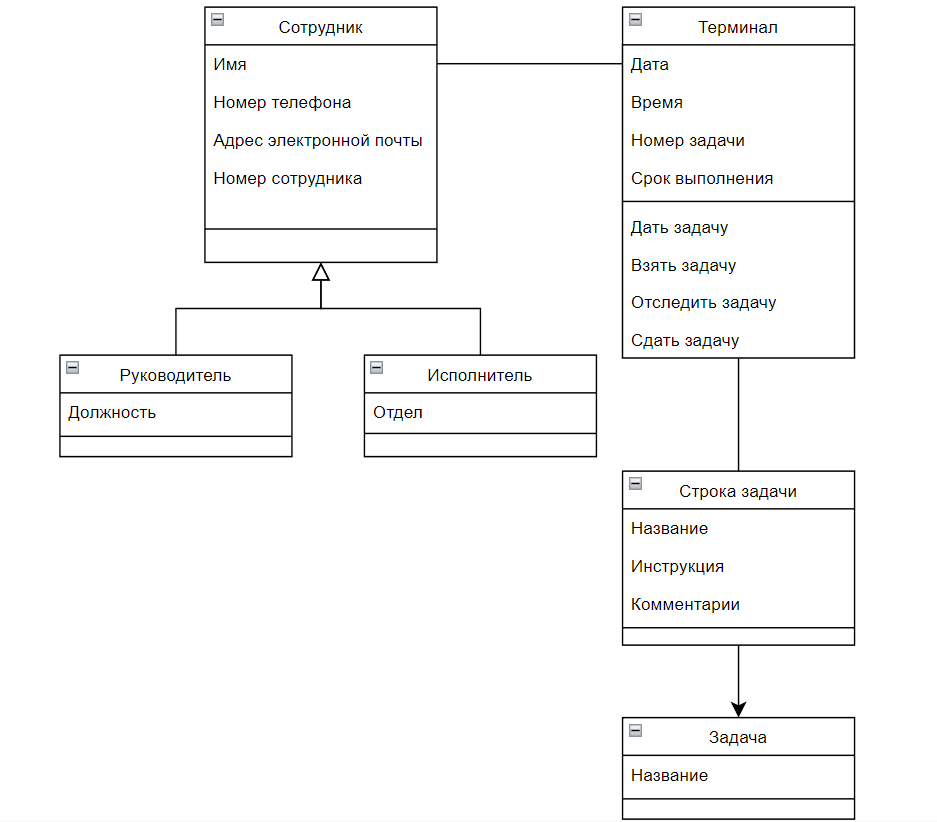 Сотрудник
Имя
Номер телефона
Адрес электронной почты
Номер сотрудника
Терминал
Дата
Время
Номер задачи
Срок выполнения
Дать задачу
Взять задачу
Отследить задачу
Сдать задачу
Руководитель
Должность
Исполнитель
Отдел
Строка задачи
Название
Инструкция
Комментарии
Задача
Название